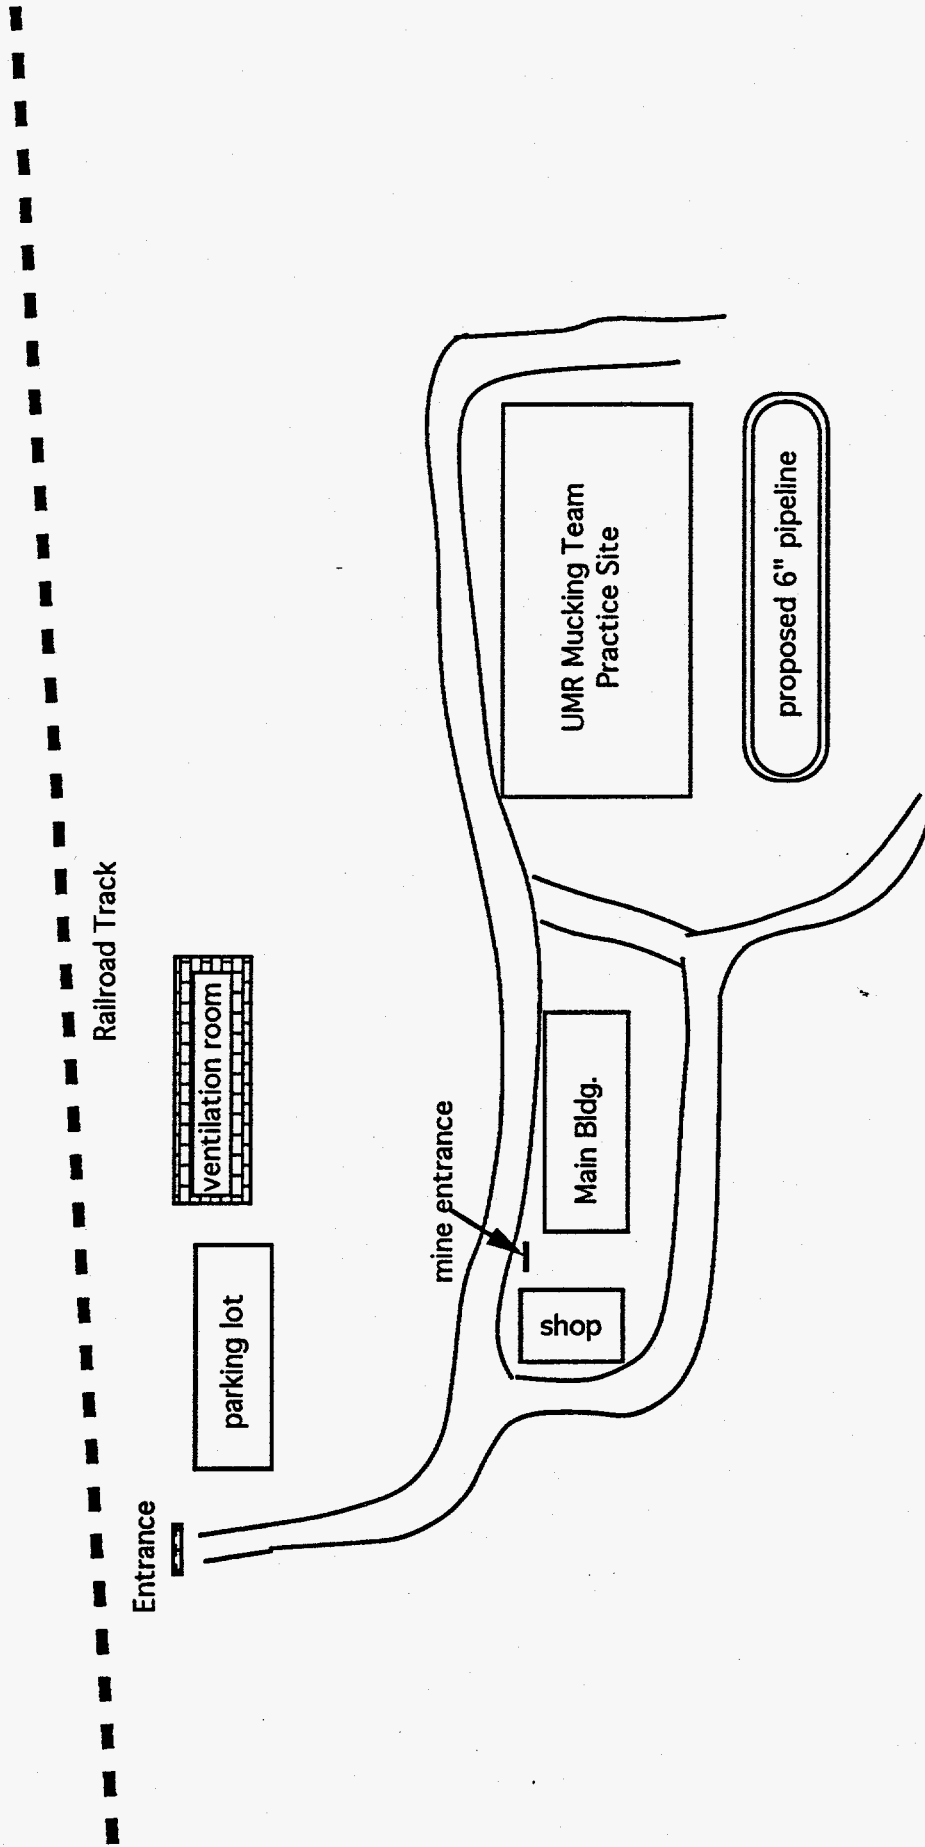 Railroad Track
Entrance
parking lot
ventilation room
mine entrance
shop
Main Bldg.
UMR Mucking Team
Practice Site
proposed 6" pipeline